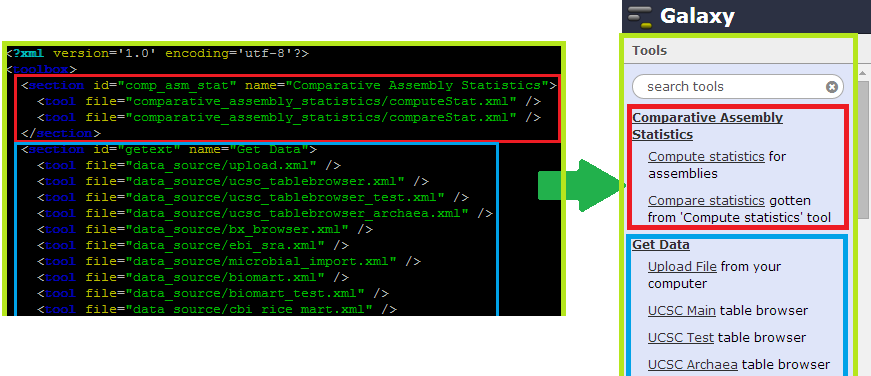 <?xml version='1.0' encoding='utf-8'?>
<toolbox>
<section id="comp_asm_stat" name="Comparative Assembly Statistics">
<tool file="comparative_assembly_statistics/computeStat.xml" />
<tool file="comparative_assembly_statistics/compareStat.xml" />
</section>
<section id="getext" name="Get Data">
<tool file="data_source/upload.xml" />
<tool file="data_source/ucsc_tablebrowser.xml" />
<tool file="data_source/ucsc_tablebrowser_test.xml" />
<tool file="data_source/ucsc_tablebrowser_archaea.xml" />
<tool file="data_source/bx_browser.xml" />
<tool file="data_source/ebi_sra.xml" />
<tool file="data_source/microbial_import.xml" />
<tool file="data_source/biomart.xml" />
<tool file="data_source/biomart_test.xml" />
<tool file="data_source/cbi_rice_mart.xml" />
Galaxy
Tools
search tools
Comparative Assembly
Statistics
Compute statistics for
assemblies
Compare statistics gotten
from 'Compute statistics' tool
Get Data
Upload File from your
computer
UCSC Main table browser
UCSC Test table browser
UCSC Archaea table browser